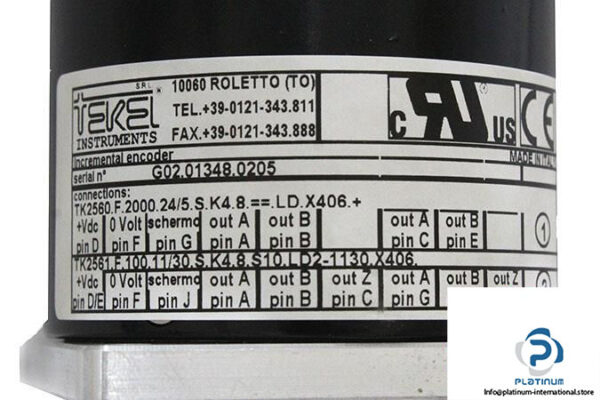 S R L
TEKEL
INSTRUMENTS
10060 ROLETTO (TO)
TEL.+39-0121-343.811
FAX.+39-0121-343.888
c RU US
CE
Incremental encoder
MADE IN ITAL
serial n° G02.01348.0205
connections:
TK2560.F.2000.24/5.S.K4.8.==.LD.X406.+
+Vdc 0 Volt schermo out A out B out A out B
pin D pin F pin G pin A pin B pin C pin E
1
TK2561.F.100.11/30.S.K4.8.S10.LD2-1130.X406.
+Vdc 0 Volt schermo out A out B out Z out A out B out Z
pin D/E pin F pin J pin A pin B pin C pin G
PLATINUM
Info@platinum-international.store